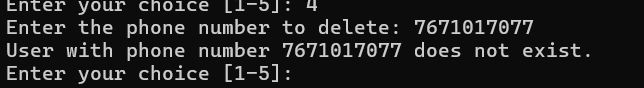 Enter your choice [1-5]: 4
Enter the phone number to delete: 7671017077
User with phone number 7671017077 does not exist.
Enter your choice [1-5]: